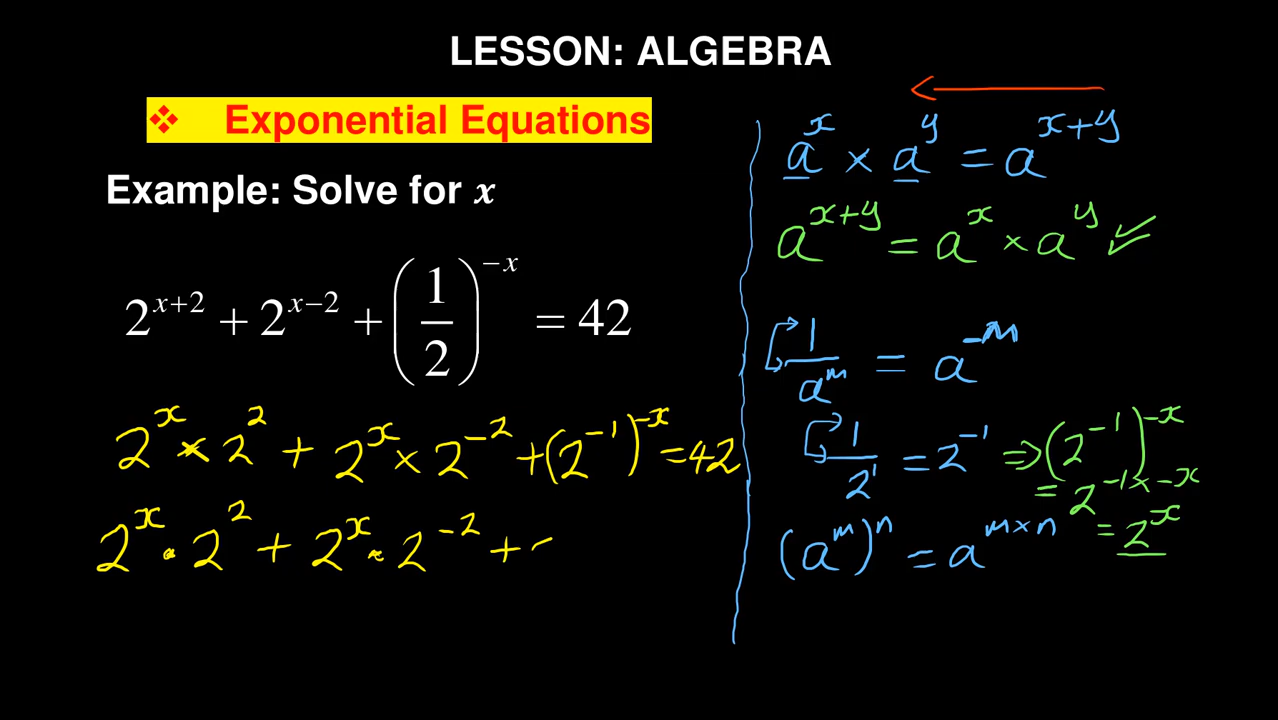 LESSON: ALGEBRA
❖ Exponential Equations
Example: Solve for x
2^{x+2} + 2^{x-2} + (1/2)^{-x} = 42
2^x × 2^2 + 2^x × 2^{-2} + (2^{-1})^{-x} = 42
2^x · 2^2 + 2^x · 2^{-2} +
a^x × a^y = a^{x+y}
a^{x+y} = a^x × a^y ✓
1/a^m = a^{-m}
1/2^1 = 2^{-1} ⇒ (2^{-1})^{-x}
= 2^{-1×-x}
= 2^x
(a^m)^n = a^{m×n}